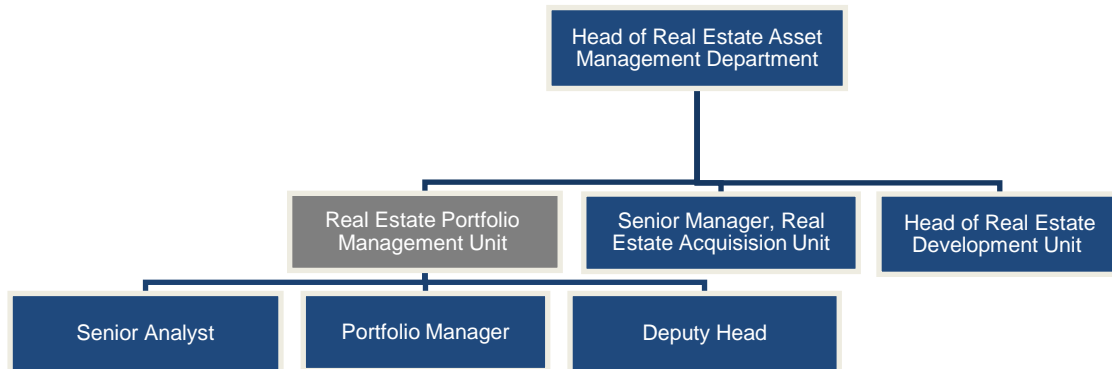 Head of Real Estate Asset
Management Department
Real Estate Portfolio
Management Unit
Senior Manager, Real
Estate Acquisision Unit
Head of Real Estate
Development Unit
Senior Analyst
Portfolio Manager
Deputy Head